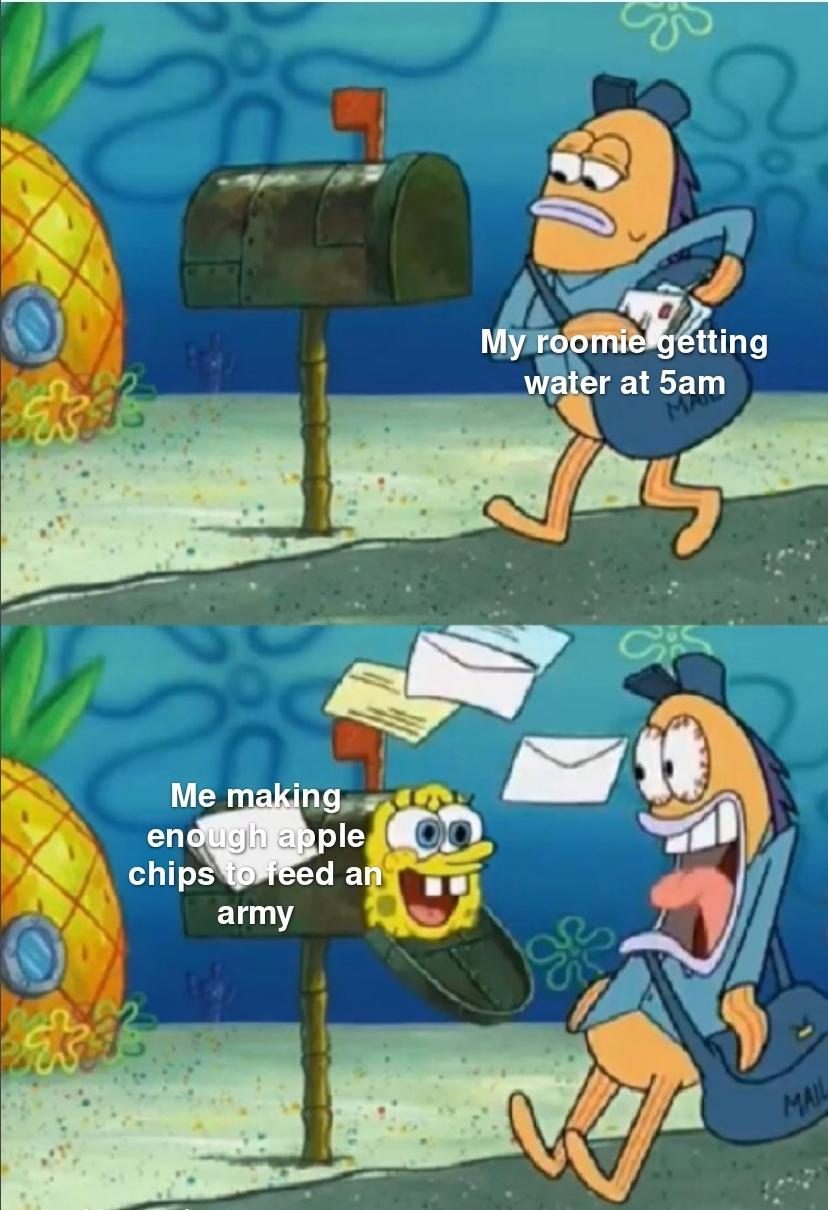 My roomie getting
water at 5am
MAIL
Me making
enough apple
chips to feed an
army
MAIL